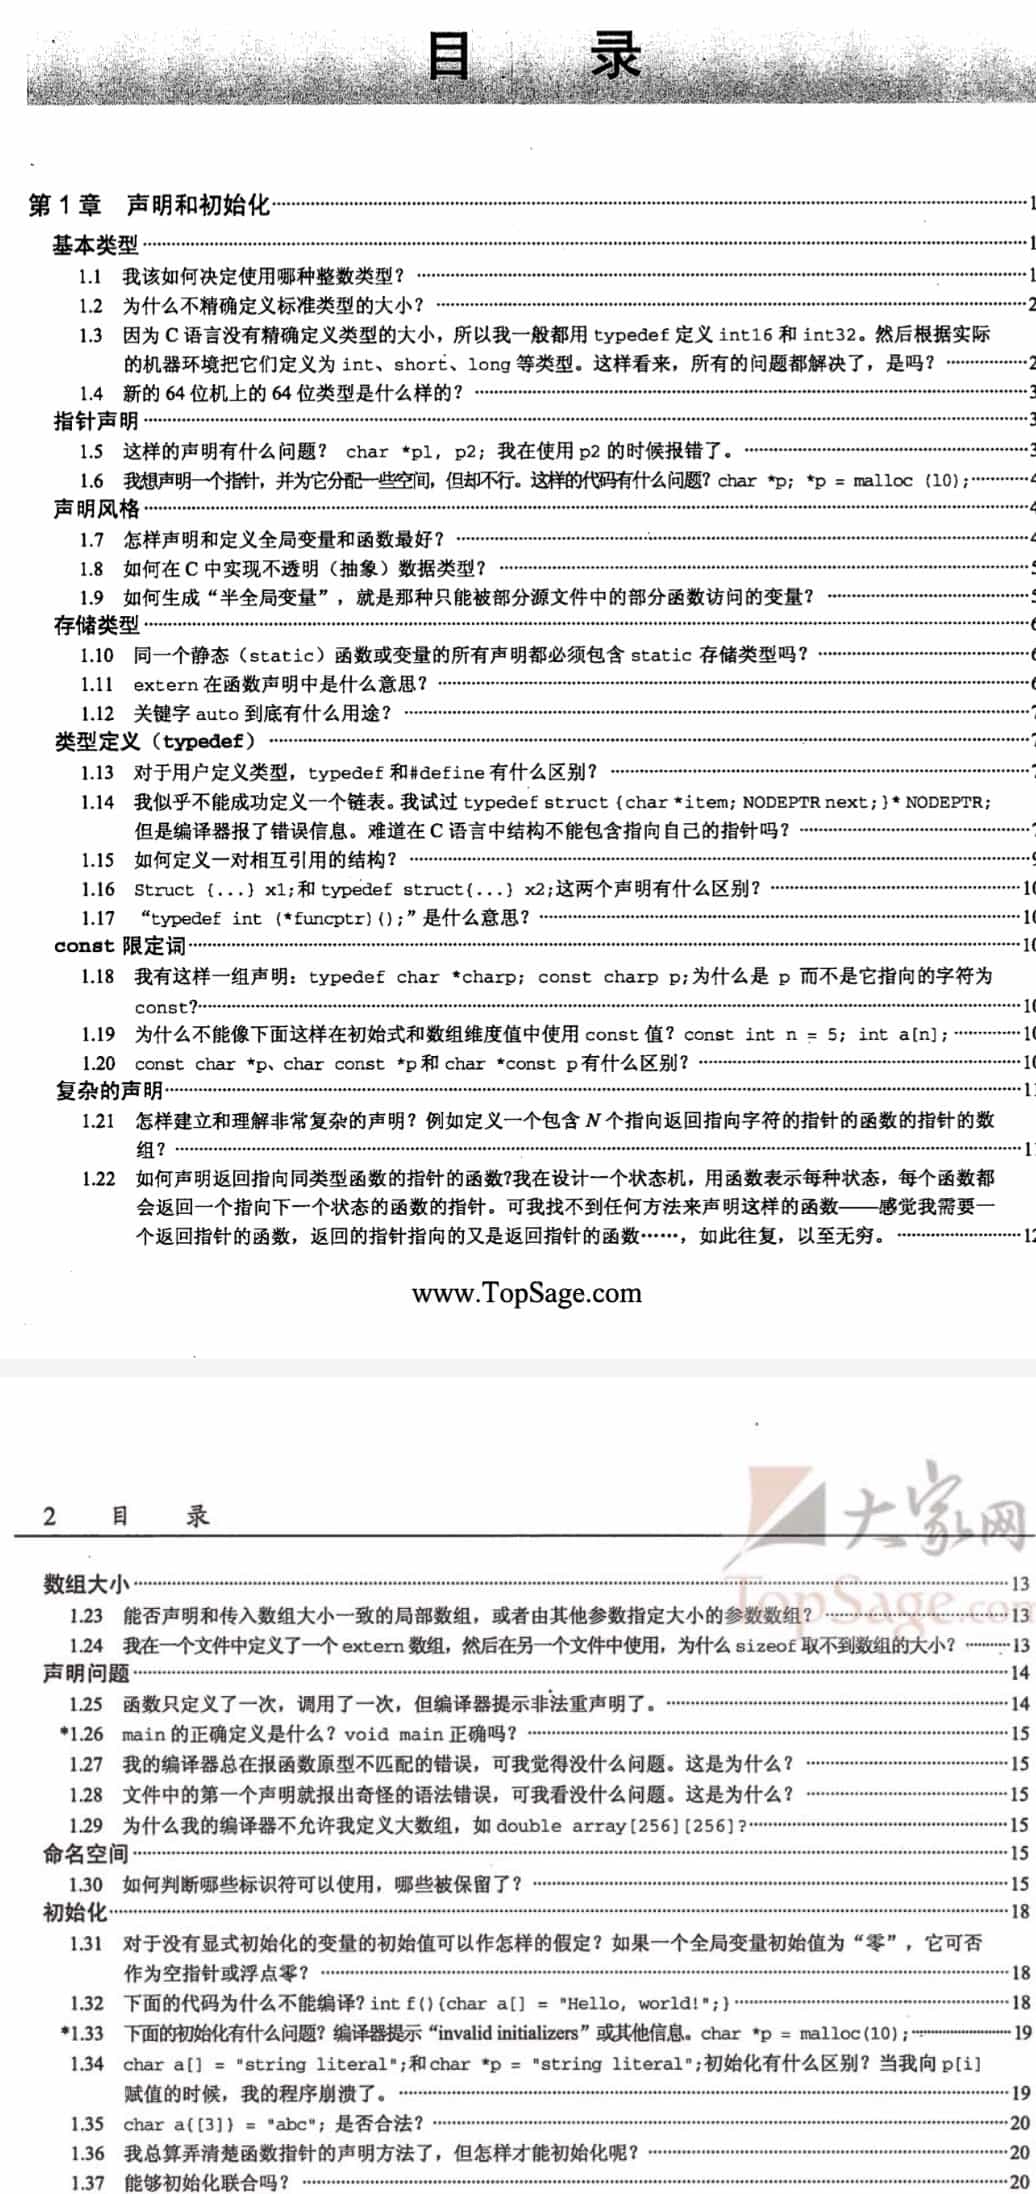 目 录
第 1 章 声明和初始化……1
基本类型……1
1.1 我该如何决定使用哪种整数类型？……1
1.2 为什么不精确定义标准类型的大小？……2
1.3 因为 C 语言没有精确定义类型的大小，所以我一般都用 typedef 定义 int16 和 int32。然后根据实际
的机器环境把它们定义为 int、short、long 等类型。这样看来，所有的问题都解决了，是吗？……2
1.4 新的 64 位机上的 64 位类型是什么样的？……3
指针声明……3
1.5 这样的声明有什么问题？ char *p1, p2; 我在使用 p2 的时候报错了。……3
1.6 我想声明一个指针，并为它分配一些空间，但却不行。这样的代码有什么问题？char *p; *p = malloc (10);……4
声明风格……4
1.7 怎样声明和定义全局变量和函数最好？……4
1.8 如何在 C 中实现不透明（抽象）数据类型？……5
1.9 如何生成“半全局变量”，就是那种只能被部分源文件中的部分函数访问的变量？……5
存储类型……6
1.10 同一个静态（static）函数或变量的所有声明都必须包含 static 存储类型吗？……6
1.11 extern 在函数声明中是什么意思？……6
1.12 关键字 auto 到底有什么用途？……7
类型定义（typedef）……7
1.13 对于用户定义类型，typedef 和#define 有什么区别？……7
1.14 我似乎不能成功定义一个链表。我试过 typedef struct {char *item; NODEPTR next;}* NODEPTR;
但是编译器报了错误信息。难道在 C 语言中结构不能包含指向自己的指针吗？……7
1.15 如何定义一对相互引用的结构？……9
1.16 Struct {...} x1;和 typedef struct{...} x2;这两个声明有什么区别？……10
1.17 “typedef int (*funcptr)();”是什么意思？……10
const 限定词……10
1.18 我有这样一组声明：typedef char *charp; const charp p;为什么是 p 而不是它指向的字符为
const?……10
1.19 为什么不能像下面这样在初始式和数组维度值中使用 const 值？const int n = 5; int a[n];……10
1.20 const char *p、char const *p 和 char *const p 有什么区别？……10
复杂的声明……11
1.21 怎样建立和理解非常复杂的声明？例如定义一个包含 N 个指向返回指向字符的指针的函数的指针的数
组？……11
1.22 如何声明返回指向同类型函数的指针的函数?我在设计一个状态机，用函数表示每种状态，每个函数都
会返回一个指向下一个状态的函数的指针。可我找不到任何方法来声明这样的函数——感觉我需要一
个返回指针的函数，返回的指针指向的又是返回指针的函数……，如此往复，以至无穷。……12
www.TopSage.com
大家网
2 目 录
TopSage.com
数组大小……13
1.23 能否声明和传入数组大小一致的局部数组，或者由其他参数指定大小的参数数组？……13
1.24 我在一个文件中定义了一个 extern 数组，然后在另一个文件中使用，为什么 sizeof 取不到数组的大小？……13
声明问题……14
1.25 函数只定义了一次，调用了一次，但编译器提示非法重声明了。……14
*1.26 main 的正确定义是什么？void main 正确吗？……15
1.27 我的编译器总在报函数原型不匹配的错误，可我觉得没什么问题。这是为什么？……15
1.28 文件中的第一个声明就报出奇怪的语法错误，可我看没什么问题。这是为什么？……15
1.29 为什么我的编译器不允许我定义大数组，如 double array[256][256]?……15
命名空间……15
1.30 如何判断哪些标识符可以使用，哪些被保留了？……15
初始化……18
1.31 对于没有显式初始化的变量的初始值可以作怎样的假定？如果一个全局变量初始值为“零”，它可否
作为空指针或浮点零？……18
1.32 下面的代码为什么不能编译？int f(){char a[] = "Hello, world!";}……18
*1.33 下面的初始化有什么问题？编译器提示“invalid initializers”或其他信息。char *p = malloc(10);……19
1.34 char a[] = "string literal";和 char *p = "string literal";初始化有什么区别？当我向 p[i]
赋值的时候，我的程序崩溃了。……19
1.35 char a{[3]} = "abc"; 是否合法？……20
1.36 我总算弄清楚函数指针的声明方法了，但怎样才能初始化呢？……20
1.37 能够初始化联合吗？……20